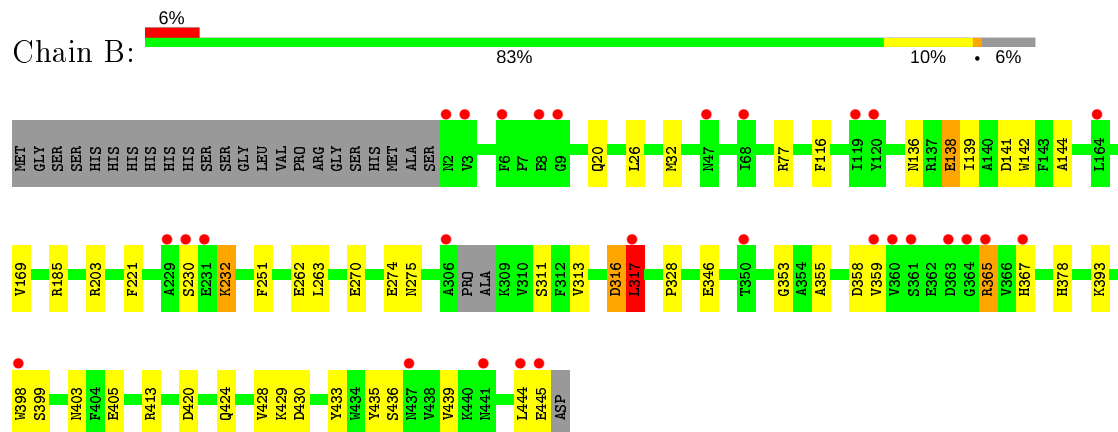 6%
Chain B:
83% 10% • 6%
MET GLY SER SER HIS HIS HIS HIS HIS HIS SER SER GLY LEU VAL PRO ARG GLY SER HIS MET ALA SER N2 V3 F6 P7 E8 G9 Q20 L26 M32 N47 I68 R77 F116 I119 Y120 N136 R137 E138 I139 A140 D141 W142 F143 A144 L164
V169 R185 R203 F221 A229 S230 E231 K232 F251 E262 L263 E270 E274 N275 A306 PRO ALA K309 V310 S311 F312 V313 D316 L317 P328 E346 T350 G353 A354 A355 D358 V359 V360 S361 E362 D363 G364 R365 V366 H367 H378 K393
W398 S399 N403 F404 E405 R413 D420 Q424 V428 K429 D430 Y433 W434 Y435 S436 N437 V438 V439 K440 N441 L444 E445 ASP